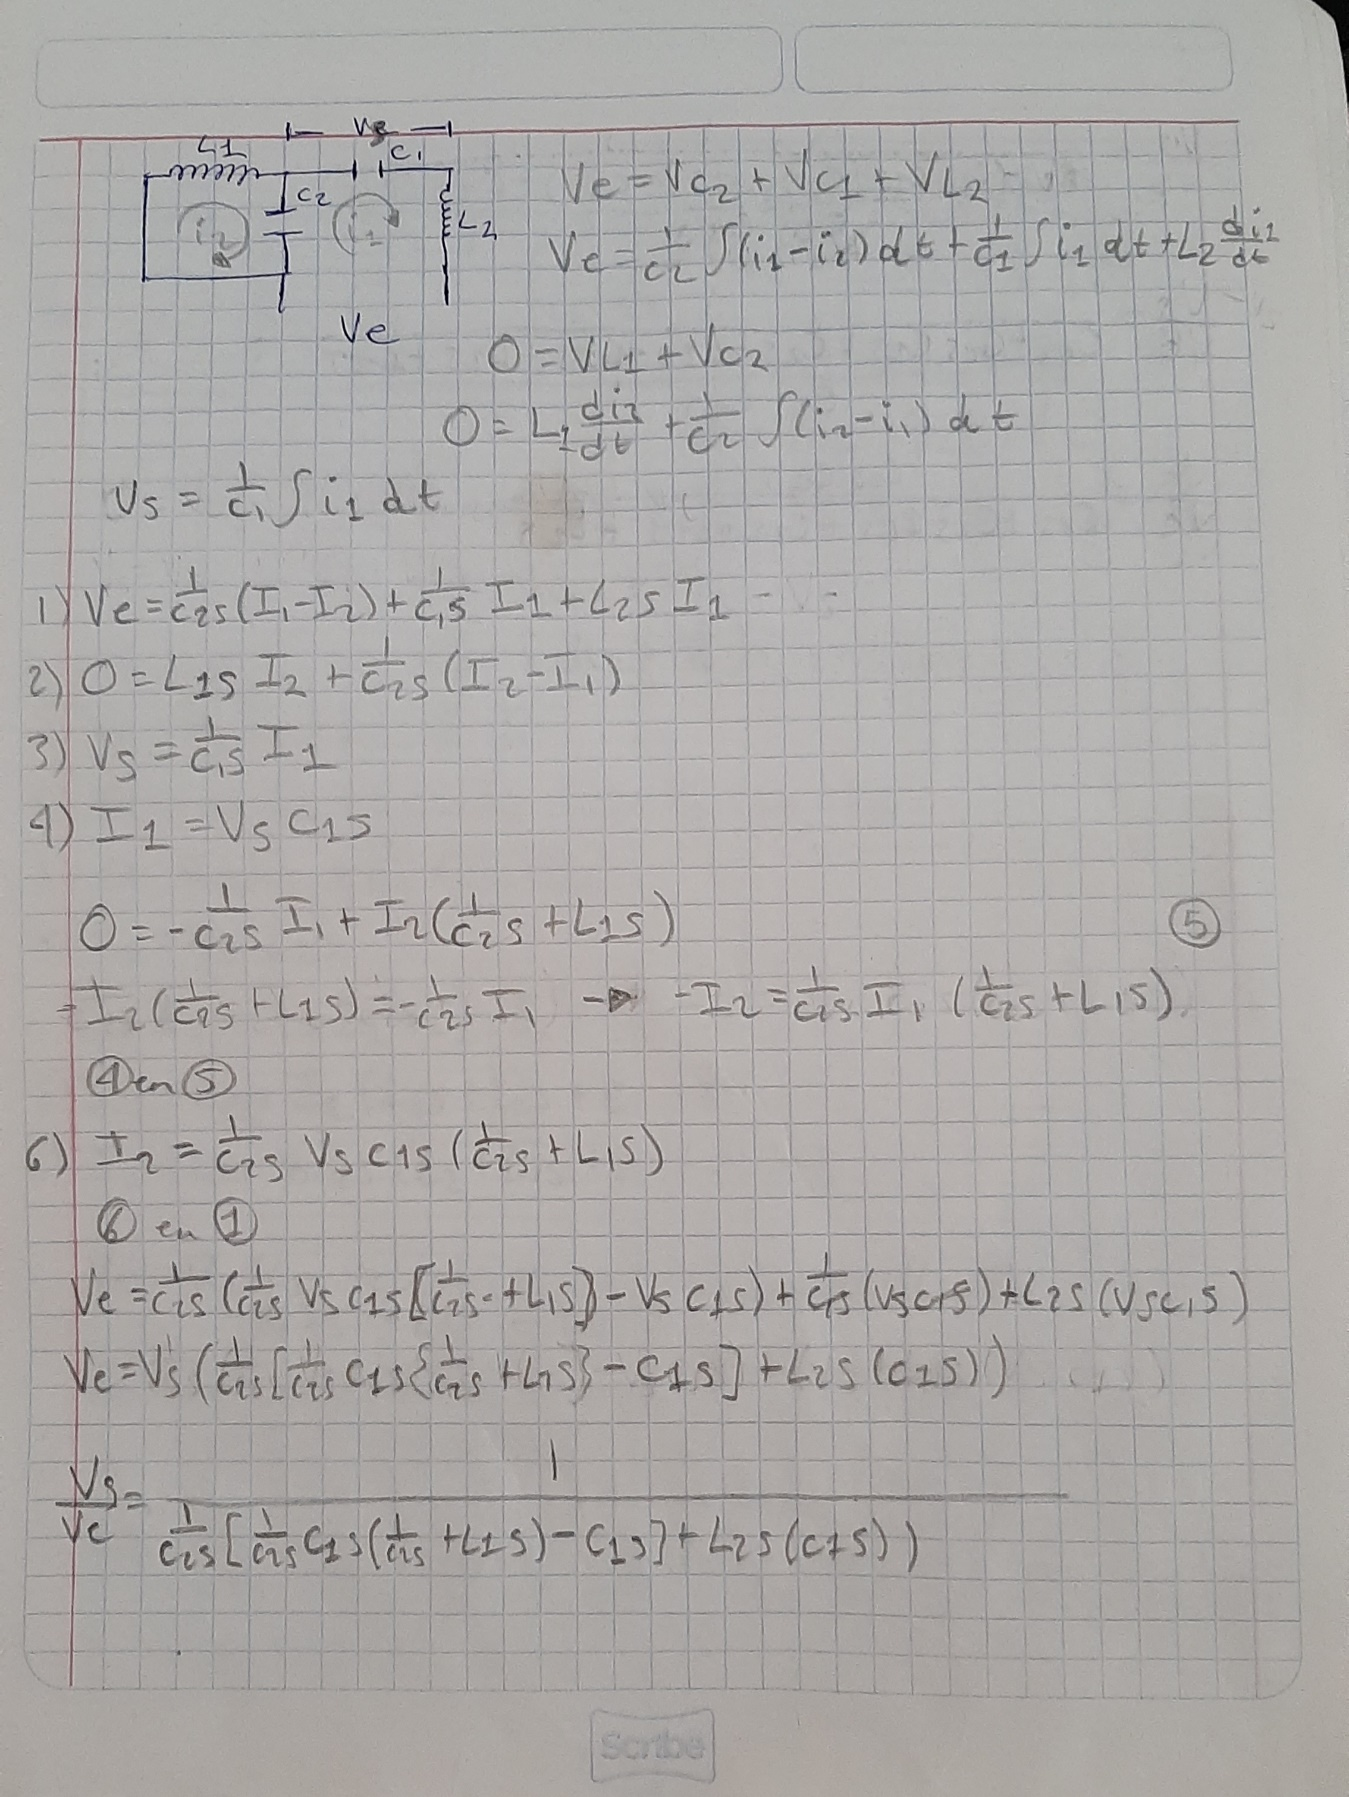 Vs
L1
C1
C2
i2
i1
L2
Ve
Ve = Vc2 + Vc1 + VL2
Ve = 1/c2 ∫(i1-i2) dt + 1/c1 ∫ i1 dt + L2 di1/dt
0 = VL1 + Vc2
0 = L1 di2/dt + 1/c2 ∫(i2-i1) dt
Vs = 1/c1 ∫ i1 dt
1) Ve = 1/c2s (I1-I2) + 1/c1s I1 + L2s I1
2) 0 = L1s I2 + 1/c2s (I2-I1)
3) Vs = 1/c1s I1
4) I1 = Vs c1s
0 = - 1/c2s I1 + I2 (1/c2s + L1s) ⑤
-I2 (1/c2s + L1s) = - 1/c2s I1 → -I2 = 1/c2s I1 (1/c2s + L1s)
④ en ⑤
6) I2 = 1/c2s Vs c1s (1/c2s + L1s)
⑥ en ①
Ve = 1/c2s (1/c2s Vs c1s [1/c2s + L1s] - Vs c1s) + 1/c1s (Vs c1s) + L2s (Vs c1s)
Ve = Vs (1/c2s [1/c2s c1s {1/c2s + L1s} - c1s] + L2s (c1s))
Vs/Ve = 1 / 1/c2s [1/c2s c1s (1/c2s + L1s) - c1s] + L2s (c1s))
Scribe